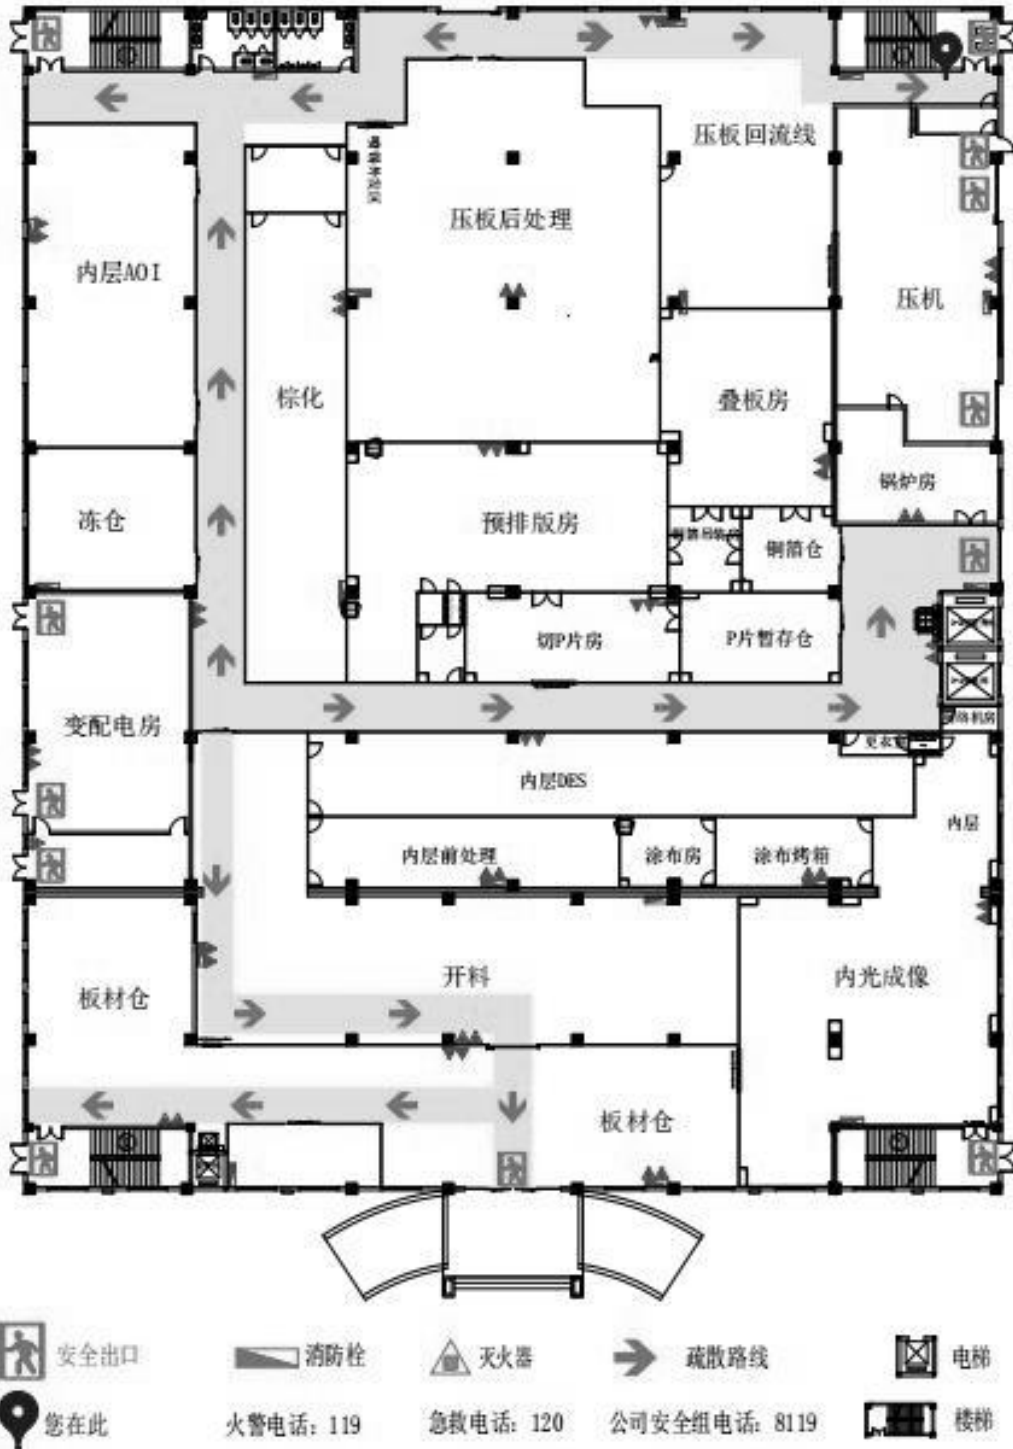 压板回流线
压板后处理
内层AOI
压机
棕化
叠板房
锅炉房
冻仓
预排版房
铜箔仓
切P片房
P片暂存仓
变配电房
更衣
内层DES
内层
内层前处理
涂布房
涂布烤箱
板材仓
开料
内光成像
板材仓
安全出口
消防栓
灭火器
疏散路线
电梯
您在此
火警电话: 119
急救电话: 120
公司安全组电话: 8119
楼梯